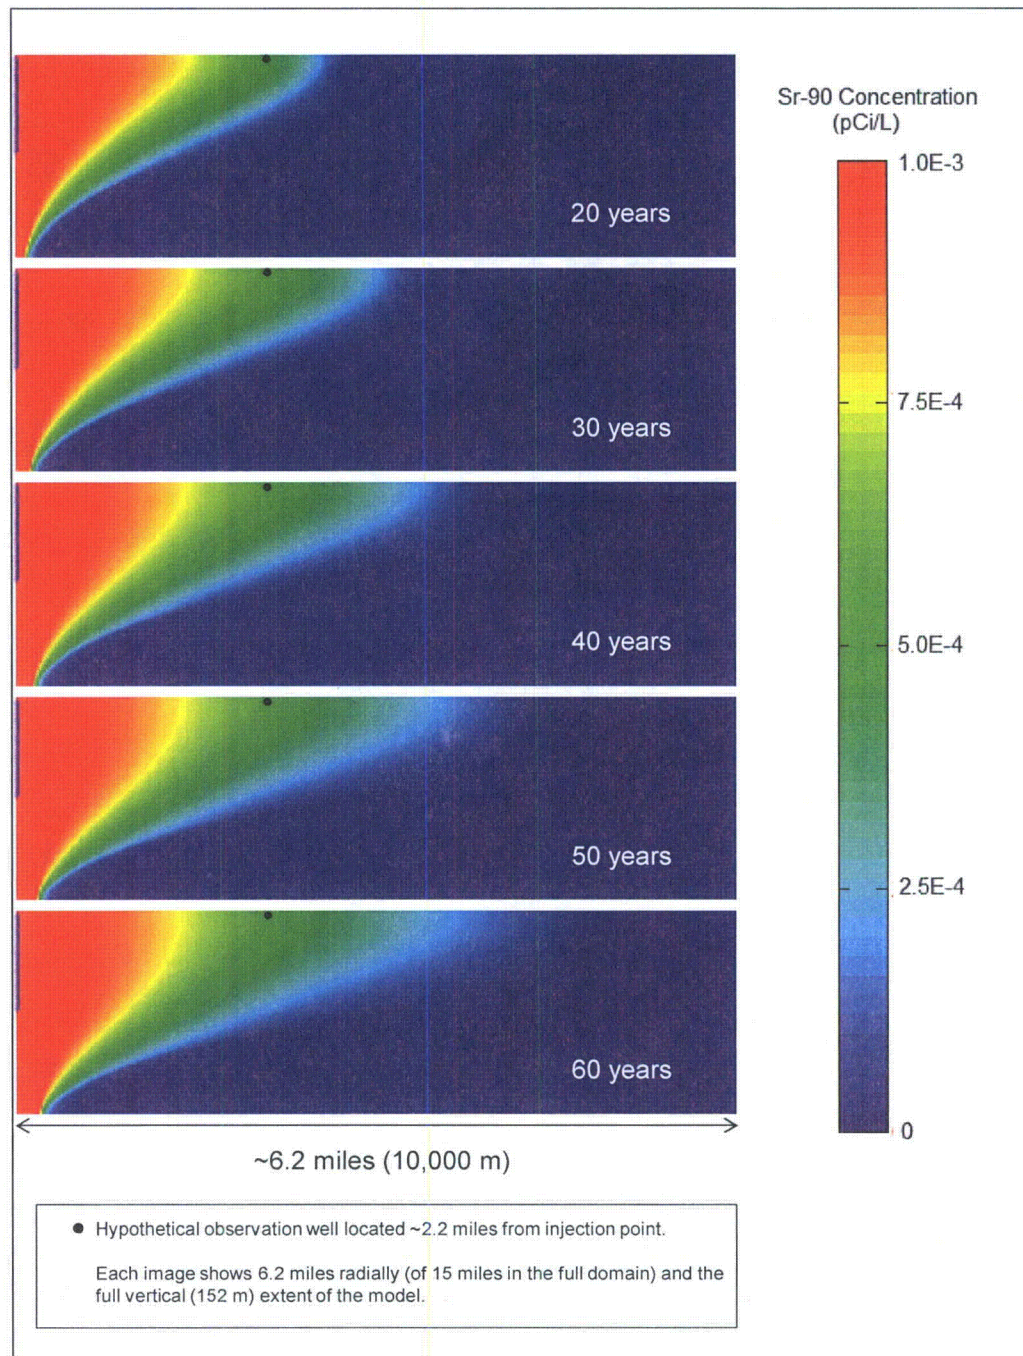 Sr-90 Concentration
(pCi/L)
1.0E-3
7.5E-4
5.0E-4
2.5E-4
0
20 years
30 years
40 years
50 years
60 years
~6.2 miles (10,000 m)
● Hypothetical observation well located ~2.2 miles from injection point.
Each image shows 6.2 miles radially (of 15 miles in the full domain) and the
full vertical (152 m) extent of the model.